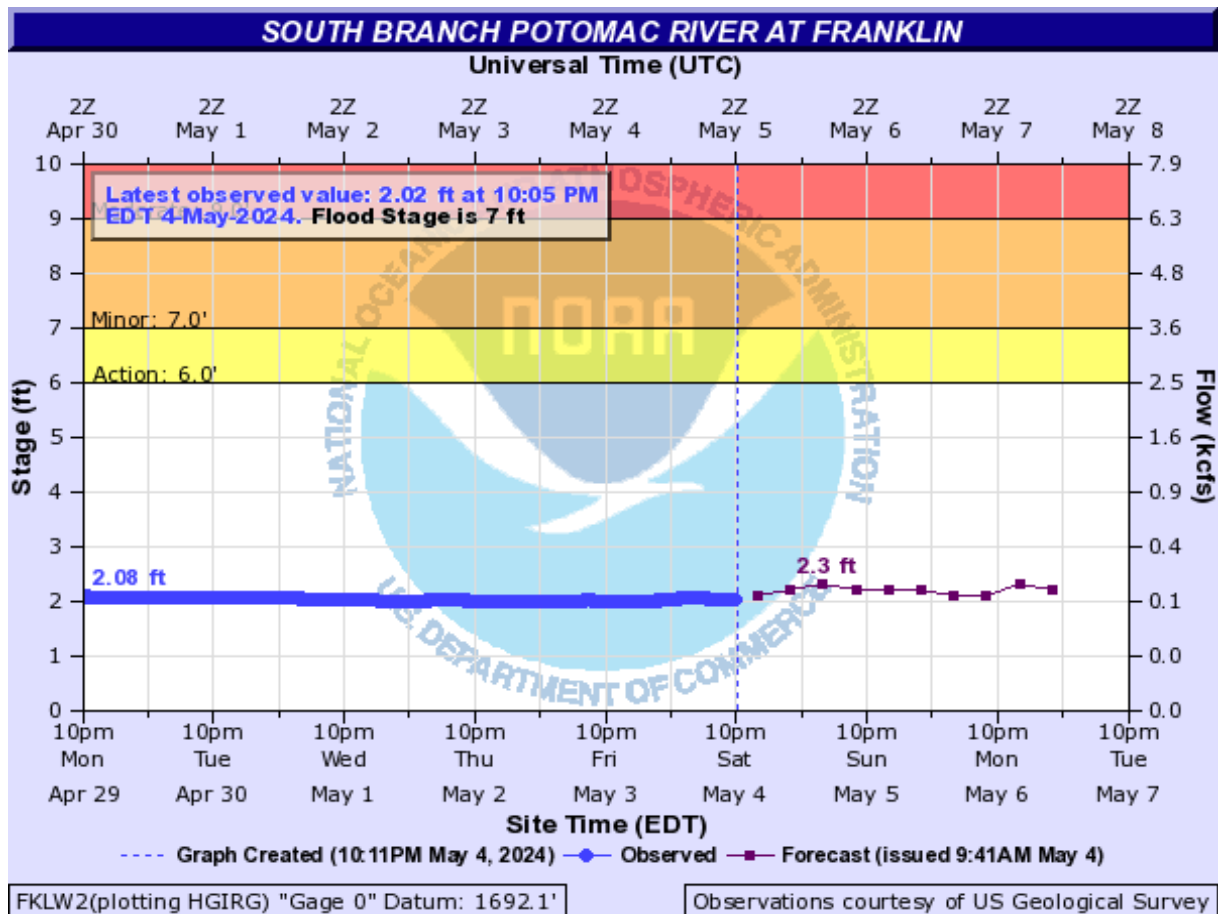 SOUTH BRANCH POTOMAC RIVER AT FRANKLIN
Universal Time (UTC)
2Z 2Z 2Z 2Z 2Z 2Z 2Z 2Z 2Z
Apr 30 May 1 May 2 May 3 May 4 May 5 May 6 May 7 May 8
Latest observed value: 2.02 ft at 10:05 PM
EDT 4-May-2024. Flood Stage is 7 ft
Minor: 7.0'
Action: 6.0'
10 7.9
9 6.3
8 4.8
7 3.6
6 2.5
5 1.6
4 0.9
3 0.4
2 0.1
1 0.0
0 0.0
Stage (ft)
Flow (kcfs)
NATIONAL OCEANIC AND ATMOSPHERIC ADMINISTRATION
NOAA
U.S. DEPARTMENT OF COMMERCE
2.08 ft
2.3 ft
10pm 10pm 10pm 10pm 10pm 10pm 10pm 10pm 10pm
Mon Tue Wed Thu Fri Sat Sun Mon Tue
Apr 29 Apr 30 May 1 May 2 May 3 May 4 May 5 May 6 May 7
Site Time (EDT)
Graph Created (10:11PM May 4, 2024) Observed Forecast (issued 9:41AM May 4)
FKLW2(plotting HGIRG) "Gage 0" Datum: 1692.1'
Observations courtesy of US Geological Survey